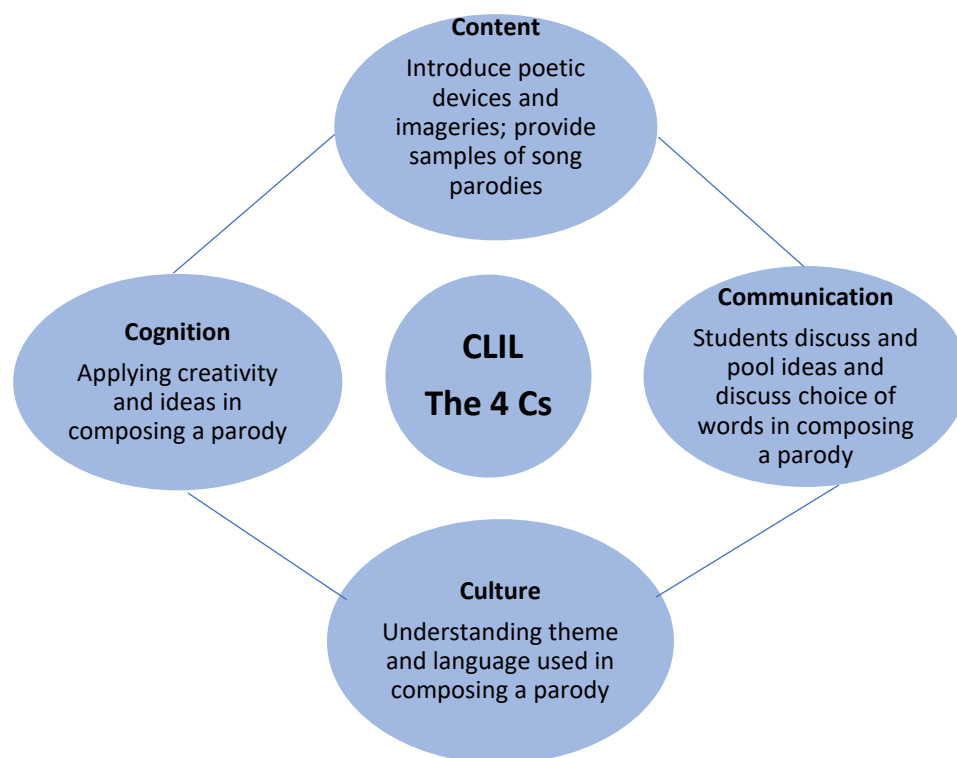 Content
Introduce poetic
devices and
imageries; provide
samples of song
parodies
Cognition
Applying creativity
and ideas in
composing a parody
CLIL
The 4 Cs
Communication
Students discuss and
pool ideas and
discuss choice of
words in composing
a parody
Culture
Understanding theme
and language used in
composing a parody